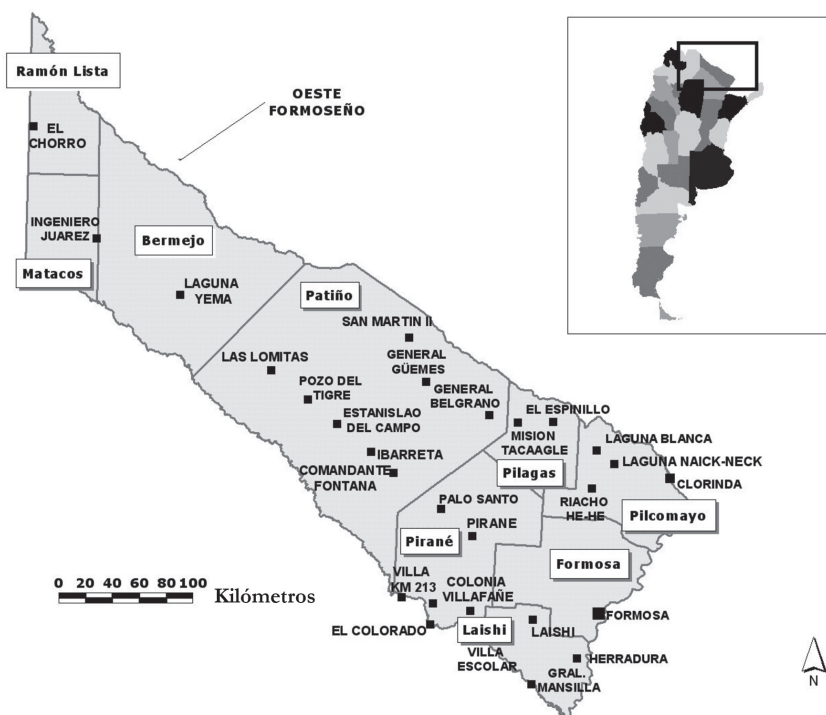 Ramón Lista
OESTE
FORMOSEÑO
EL
CHORRO
INGENIERO
JUAREZ
Bermejo
Matacos
LAGUNA
YEMA
Patiño
SAN MARTIN II
LAS LOMITAS
GENERAL
GÜEMES
POZO DEL
TIGRE
GENERAL
BELGRANO
ESTANISLAO
DEL CAMPO
EL ESPINILLO
MISION
TACAAGLE
LAGUNA BLANCA
IBARRETA
LAGUNA NAICK-NECK
COMANDANTE
FONTANA
Pilagas
CLORINDA
PALO SANTO
RIACHO
HE-HE
Pilcomayo
PIRANE
Pirané
Formosa
VILLA
KM 213
COLONIA
VILLAFAÑE
0 20 40 60 80 100
Kilómetros
FORMOSA
EL COLORADO
Laishi
LAISHI
VILLA
ESCOLAR
HERRADURA
GRAL.
MANSILLA
N